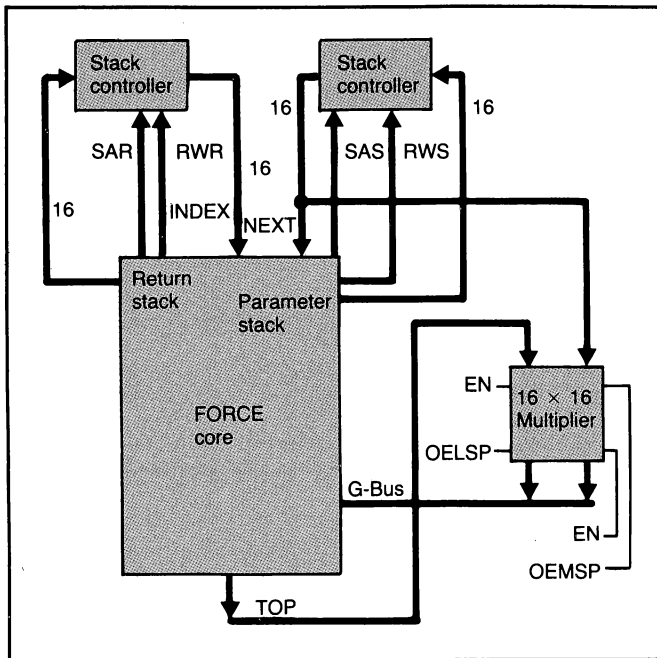 Stack
controller
Stack
controller
16
16
SAR
RWR
SAS
RWS
16
16
INDEX
NEXT
Return
stack
Parameter
stack
FORCE
core
EN
16 × 16
Multiplier
OELSP
G-Bus
EN
OEMSP
TOP